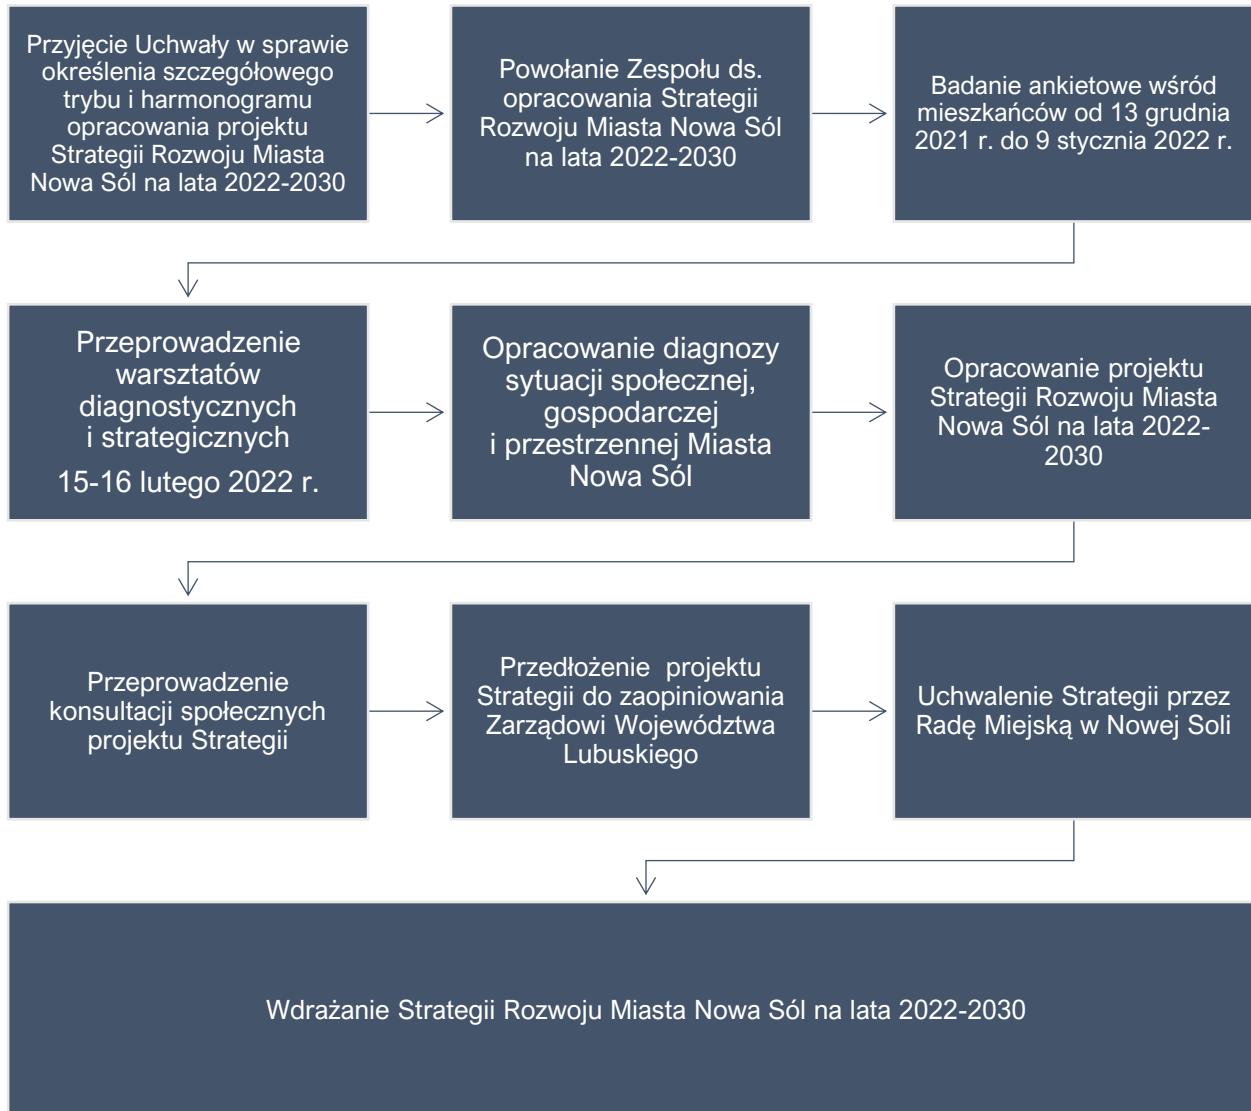 Przyjęcie Uchwały w sprawie
określenia szczegółowego
trybu i harmonogramu
opracowania projektu
Strategii Rozwoju Miasta
Nowa Sól na lata 2022-2030
Powołanie Zespołu ds.
opracowania Strategii
Rozwoju Miasta Nowa Sól
na lata 2022-2030
Badanie ankietowe wśród
mieszkańców od 13 grudnia
2021 r. do 9 stycznia 2022 r.
Przeprowadzenie
warsztatów
diagnostycznych
i strategicznych
15-16 lutego 2022 r.
Opracowanie diagnozy
sytuacji społecznej,
gospodarczej
i przestrzennej Miasta
Nowa Sól
Opracowanie projektu
Strategii Rozwoju Miasta
Nowa Sól na lata 2022-
2030
Przeprowadzenie
konsultacji społecznych
projektu Strategii
Przedłożenie projektu
Strategii do zaopiniowania
Zarządowi Województwa
Lubuskiego
Uchwalenie Strategii przez
Radę Miejską w Nowej Soli
Wdrażanie Strategii Rozwoju Miasta Nowa Sól na lata 2022-2030